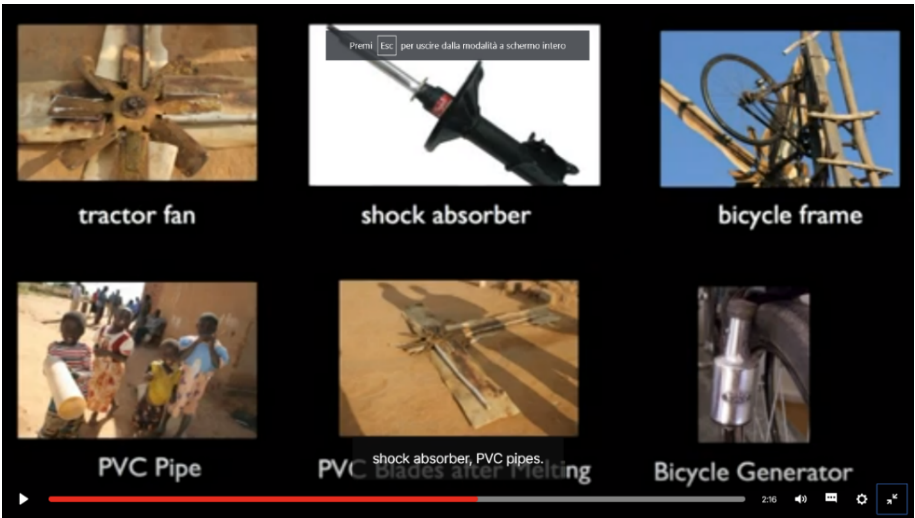 Premi Esc per uscire dalla modalità a schermo intero
tractor fan
shock absorber
bicycle frame
PVC Pipe
PVC Blades after Melting
Bicycle Generator
shock absorber, PVC pipes.
2:16